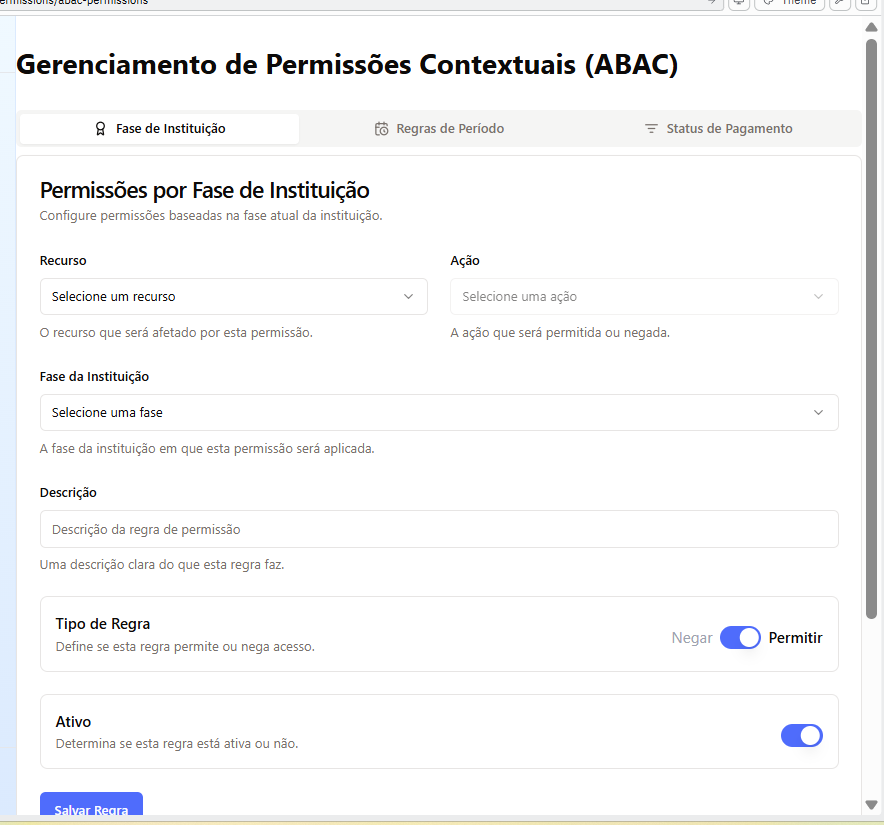 ermissions/abac-permissions
Theme
Gerenciamento de Permissões Contextuais (ABAC)
Fase de Instituição
Regras de Período
Status de Pagamento
Permissões por Fase de Instituição
Configure permissões baseadas na fase atual da instituição.
Recurso
Ação
Selecione um recurso
Selecione uma ação
O recurso que será afetado por esta permissão.
A ação que será permitida ou negada.
Fase da Instituição
Selecione uma fase
A fase da instituição em que esta permissão será aplicada.
Descrição
Descrição da regra de permissão
Uma descrição clara do que esta regra faz.
Tipo de Regra
Define se esta regra permite ou nega acesso.
Negar
Permitir
Ativo
Determina se esta regra está ativa ou não.
Salvar Regra